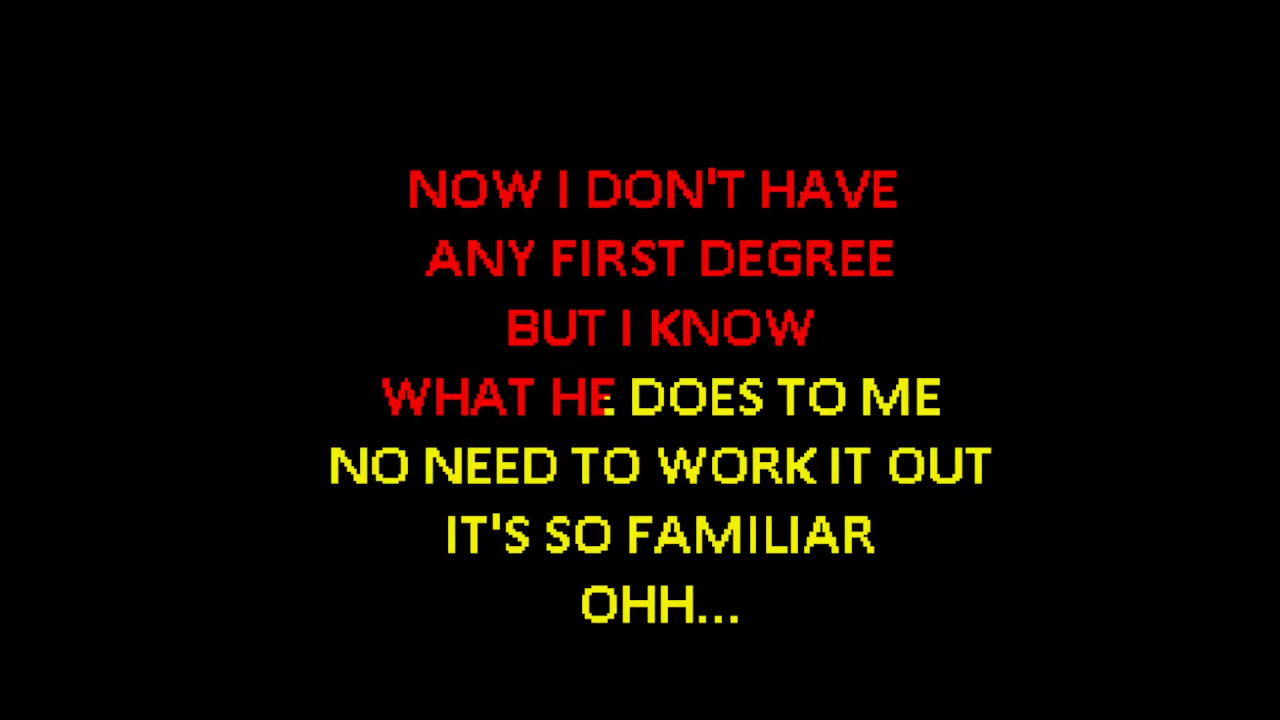 NOW I DON'T HAVE
ANY FIRST DEGREE
BUT I KNOW
WHAT HE DOES TO ME
NO NEED TO WORK IT OUT
IT'S SO FAMILIAR
OHH...